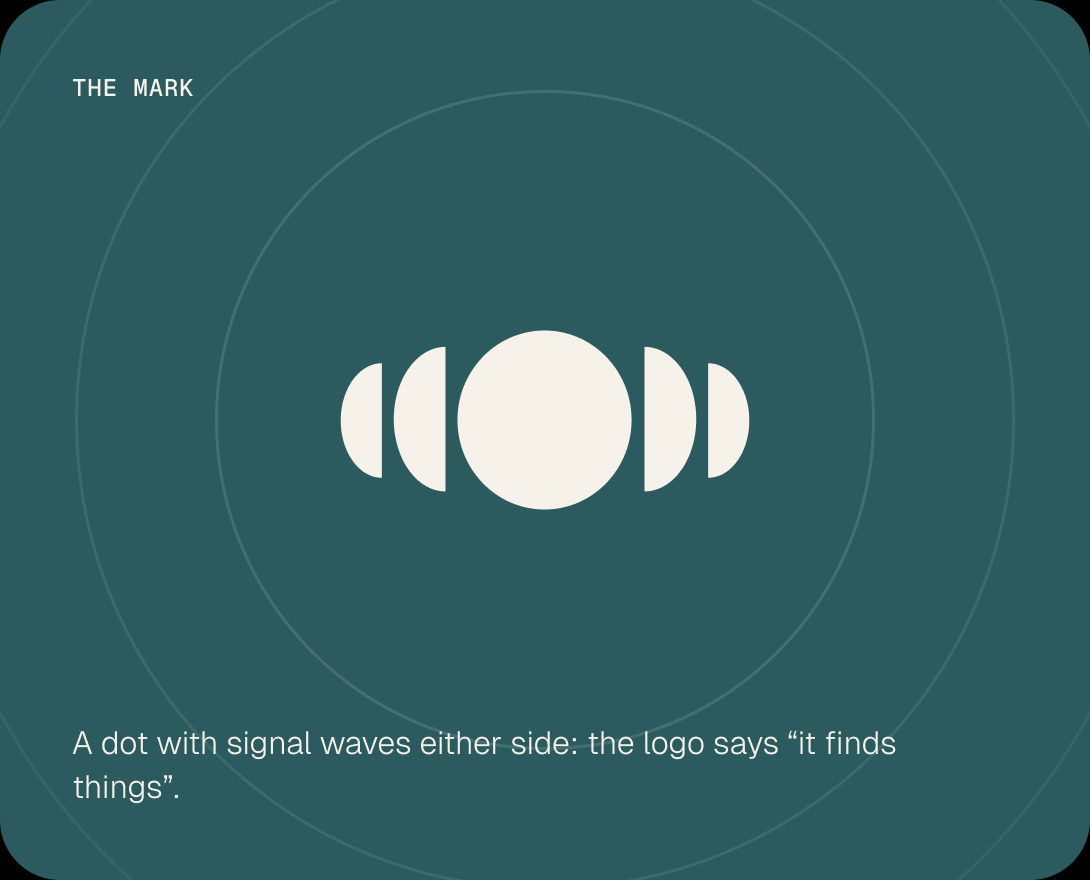 THE MARK
A dot with signal waves either side: the logo says “it finds
things”.